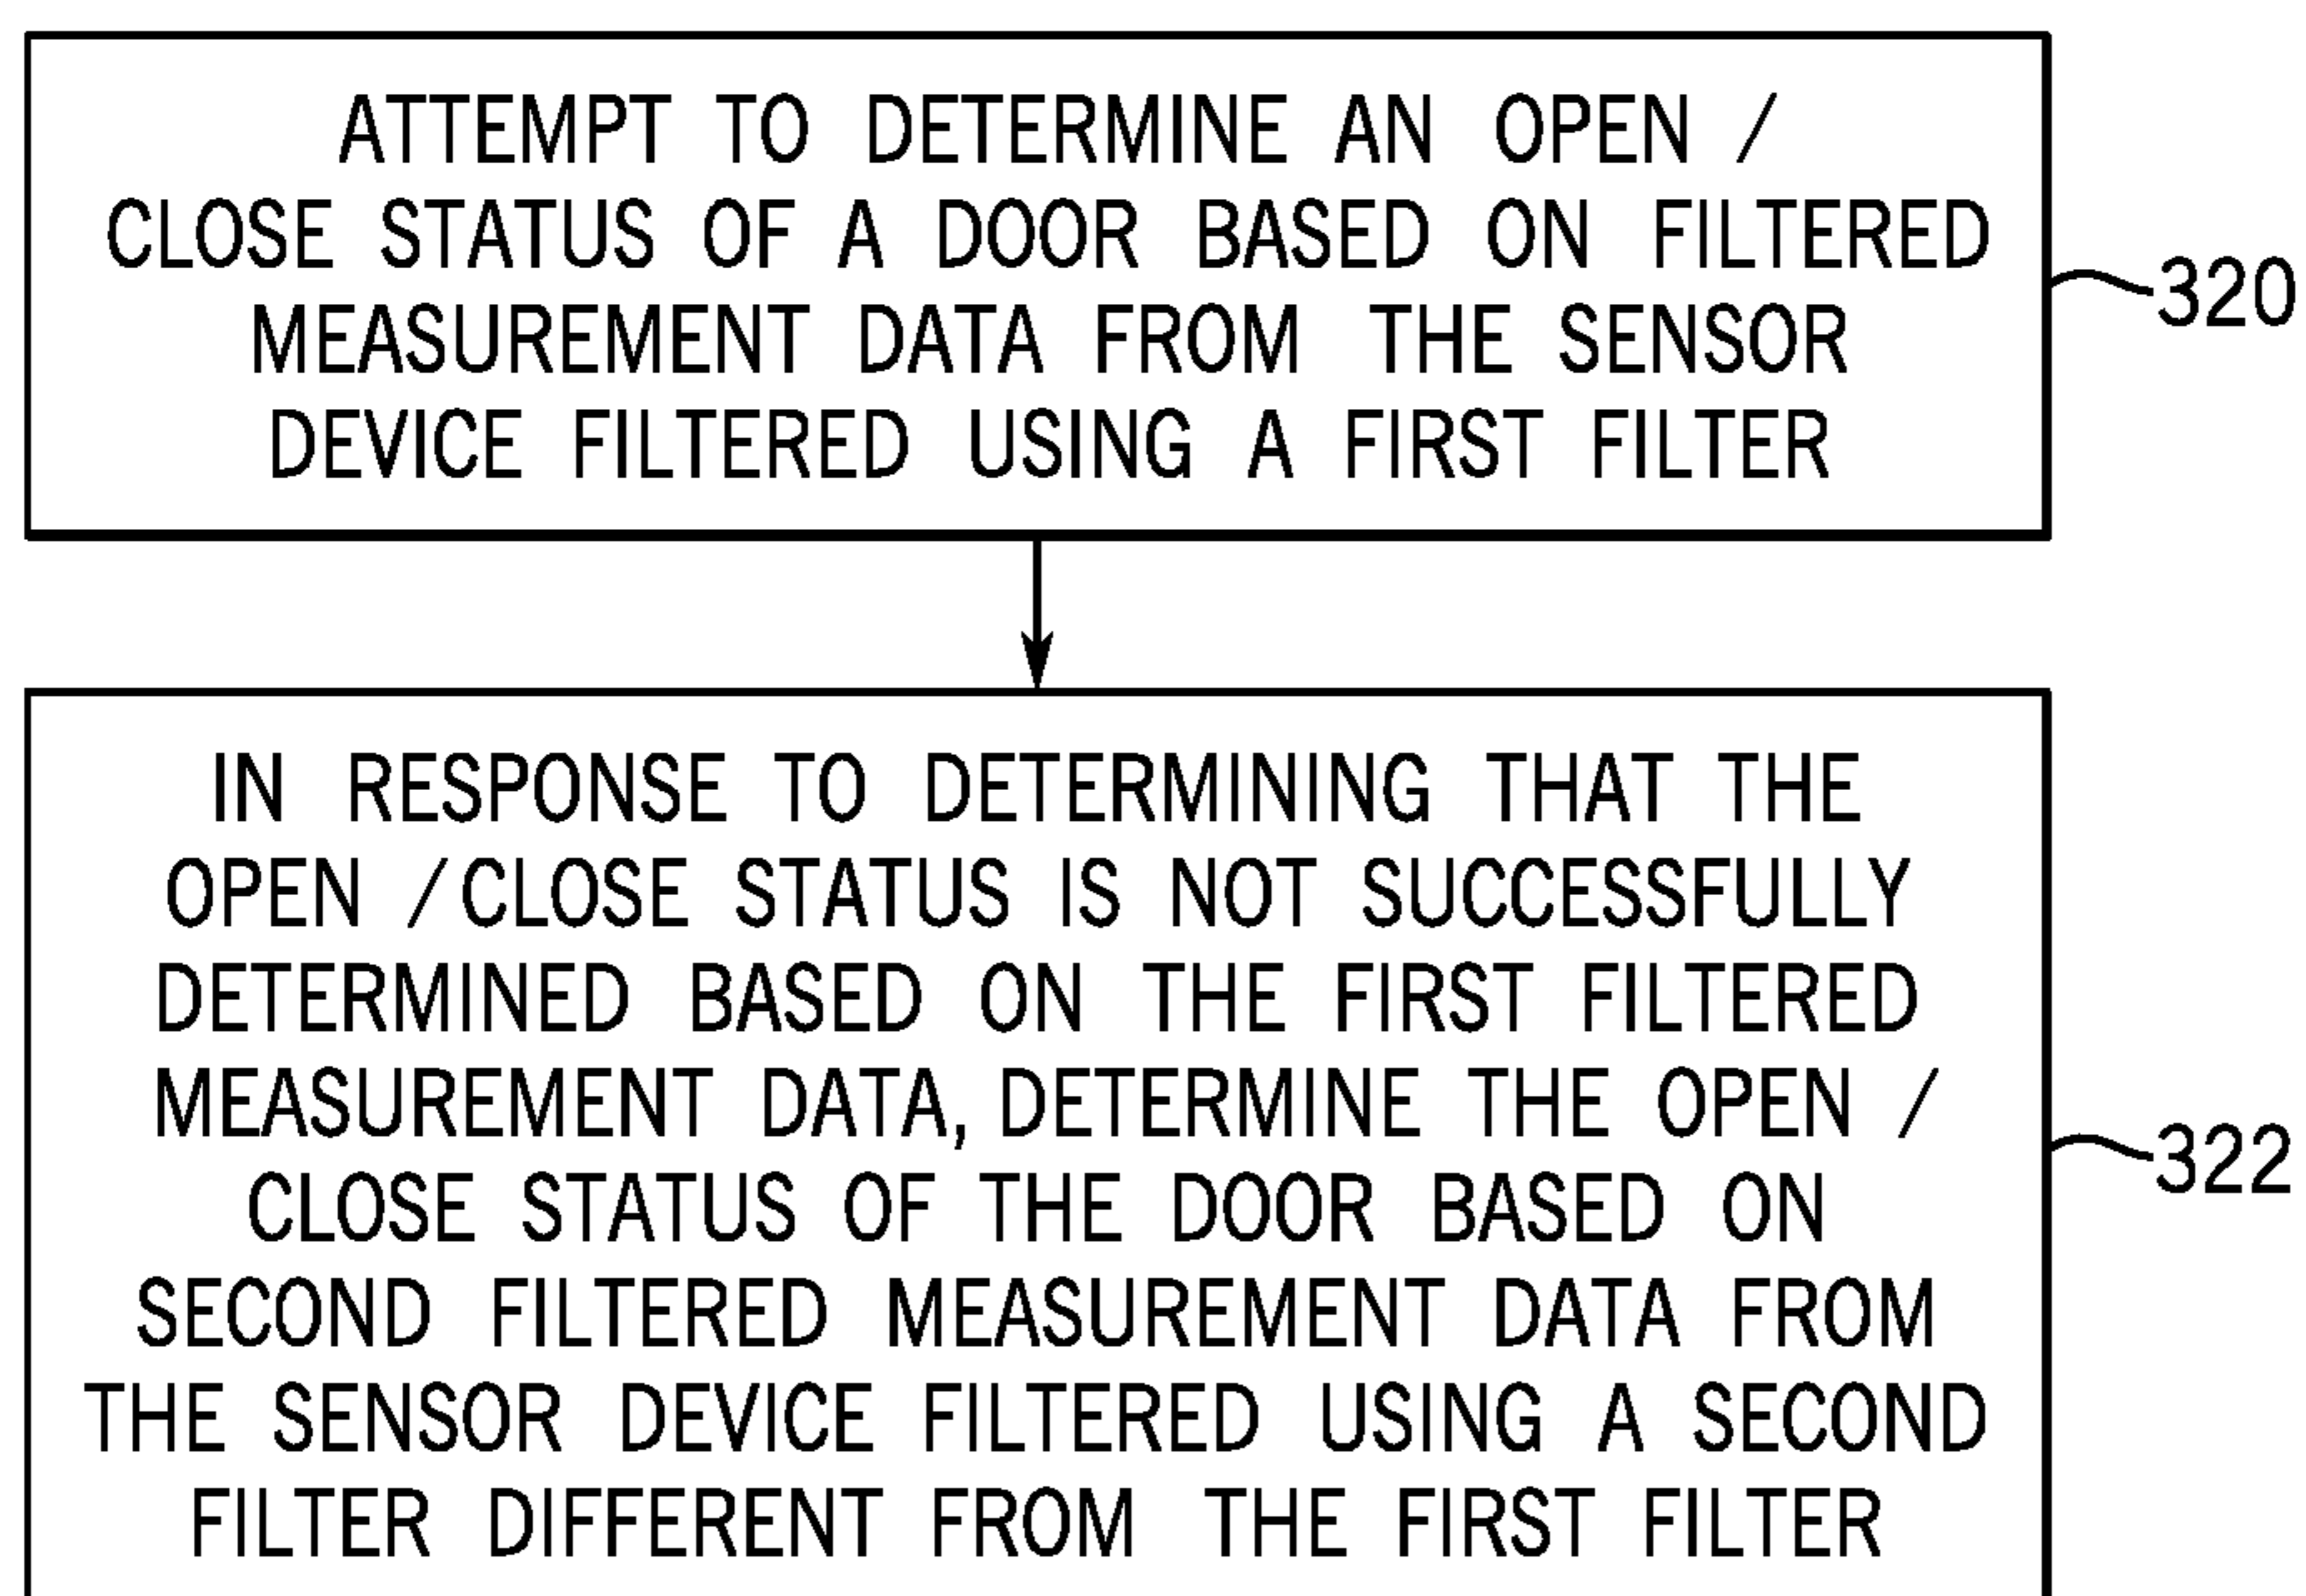 ATTEMPT TO DETERMINE AN OPEN /
CLOSE STATUS OF A DOOR BASED ON FILTERED
MEASUREMENT DATA FROM THE SENSOR
DEVICE FILTERED USING A FIRST FILTER
320
IN RESPONSE TO DETERMINING THAT THE
OPEN /CLOSE STATUS IS NOT SUCCESSFULLY
DETERMINED BASED ON THE FIRST FILTERED
MEASUREMENT DATA, DETERMINE THE OPEN /
CLOSE STATUS OF THE DOOR BASED ON
SECOND FILTERED MEASUREMENT DATA FROM
THE SENSOR DEVICE FILTERED USING A SECOND
FILTER DIFFERENT FROM THE FIRST FILTER
322